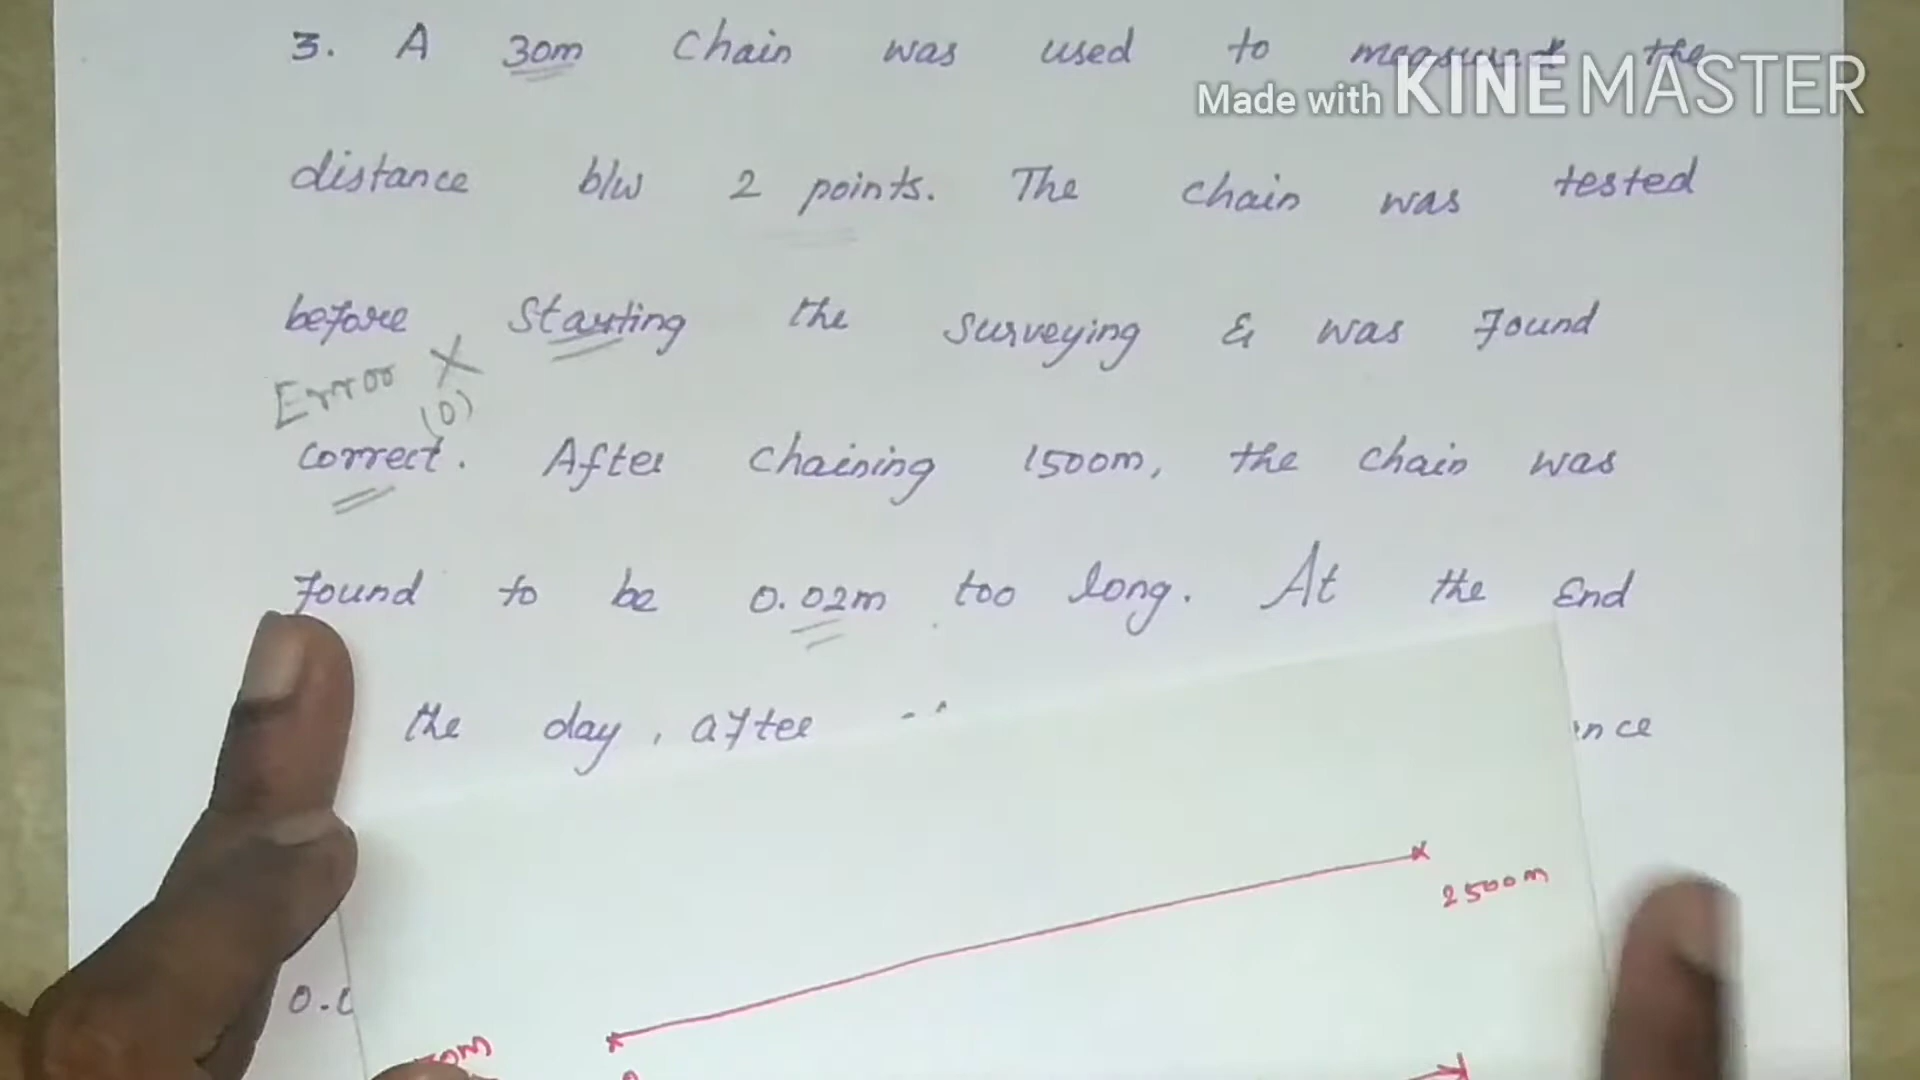 3. A 30m Chain was used to measured the
Made with KINEMASTER
distance b/w 2 points. The chain was tested
before starting the surveying & was found
Error X
(0)
correct. After chaining 1500m, the chain was
found to be 0.02m too long. At the End
the day, after
2500m